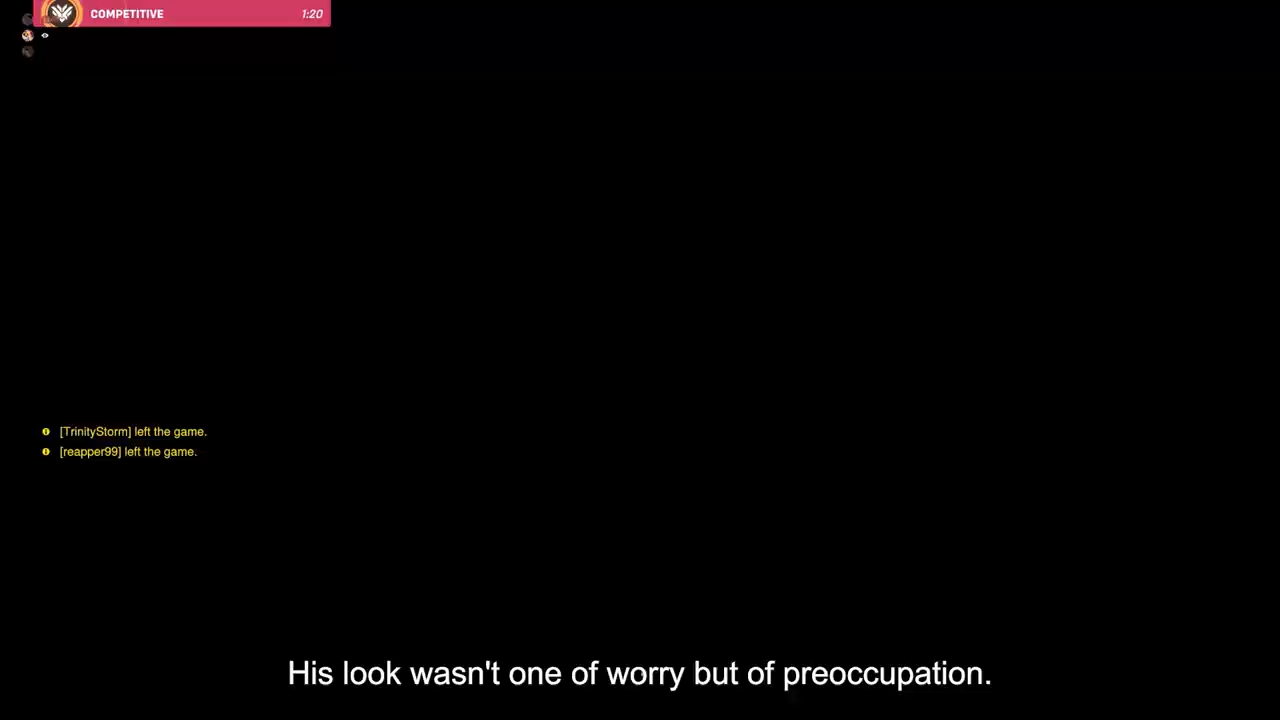 COMPETITIVE 1:20
[TrinityStorm] left the game.
[reapper99] left the game.
His look wasn't one of worry but of preoccupation.